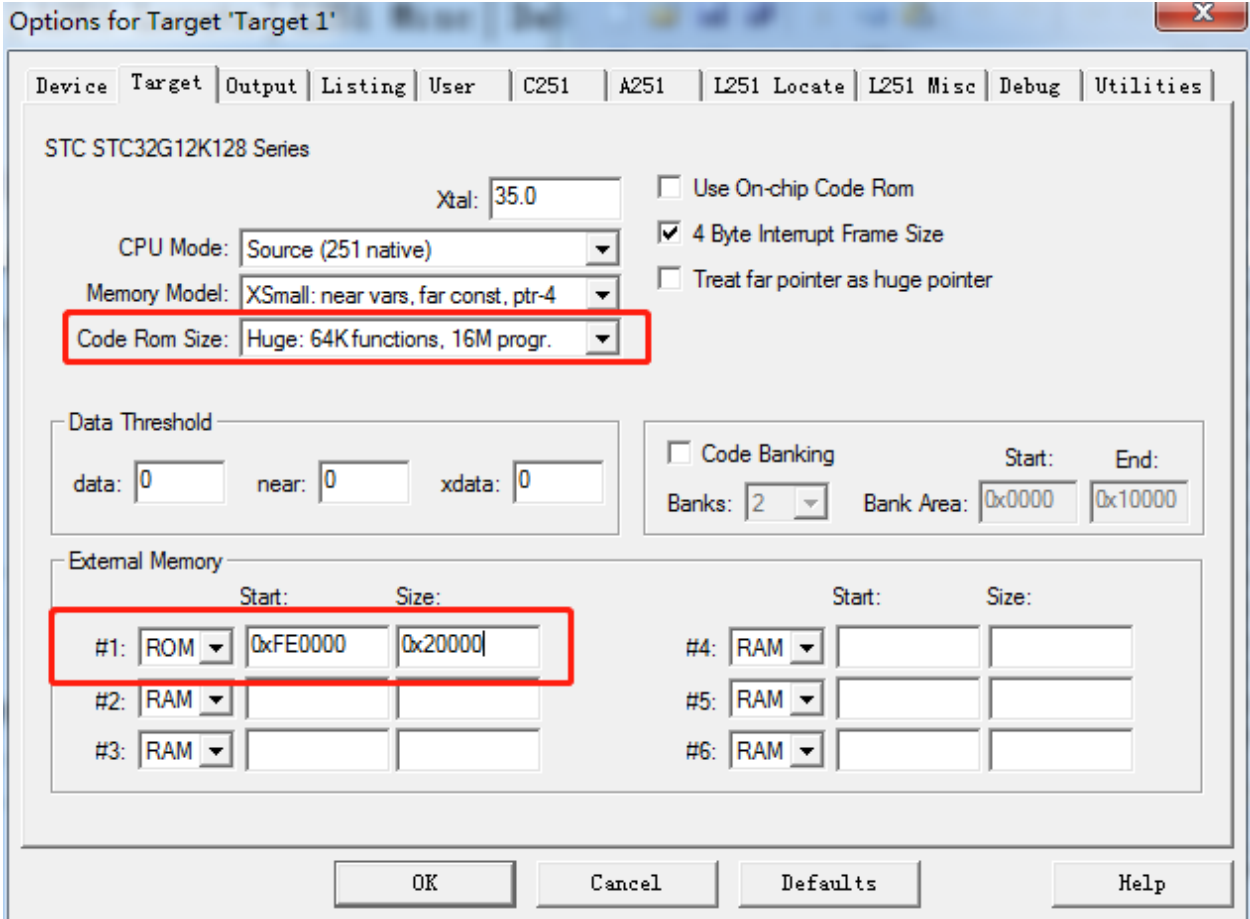 Options for Target 'Target 1'
Device Target Output Listing User C251 A251 L251 Locate L251 Misc Debug Utilities
STC STC32G12K128 Series
Xtal: 35.0
Use On-chip Code Rom
CPU Mode: Source (251 native)
4 Byte Interrupt Frame Size
Memory Model: XSmall: near vars, far const, ptr-4
Treat far pointer as huge pointer
Code Rom Size: Huge: 64K functions, 16M progr.
Data Threshold
data: 0 near: 0 xdata: 0
Code Banking Start: End:
Banks: 2 Bank Area: 0x0000 0x10000
External Memory
Start: Size: Start: Size:
#1: ROM 0xFE0000 0x20000 #4: RAM
#2: RAM #5: RAM
#3: RAM #6: RAM
OK Cancel Defaults Help